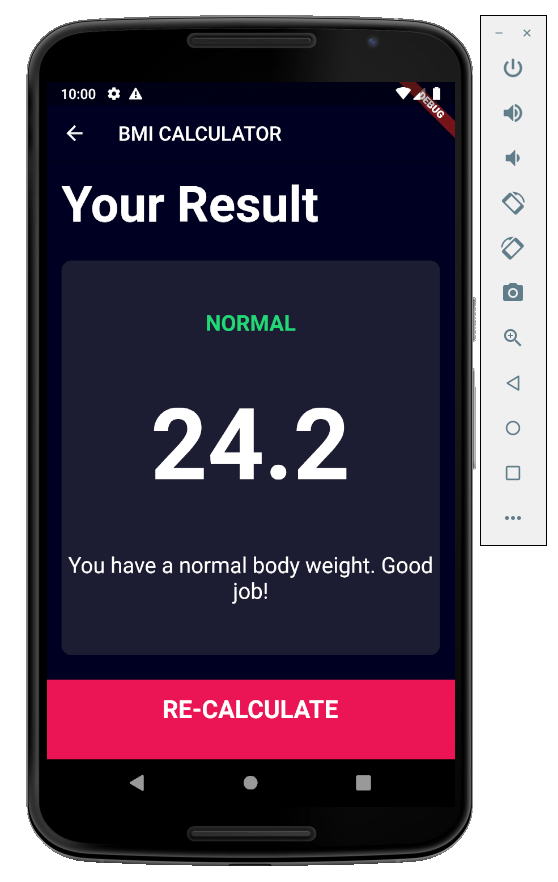 10:00
DEBUG
BMI CALCULATOR
Your Result
NORMAL
24.2
You have a normal body weight. Good
job!
RE-CALCULATE